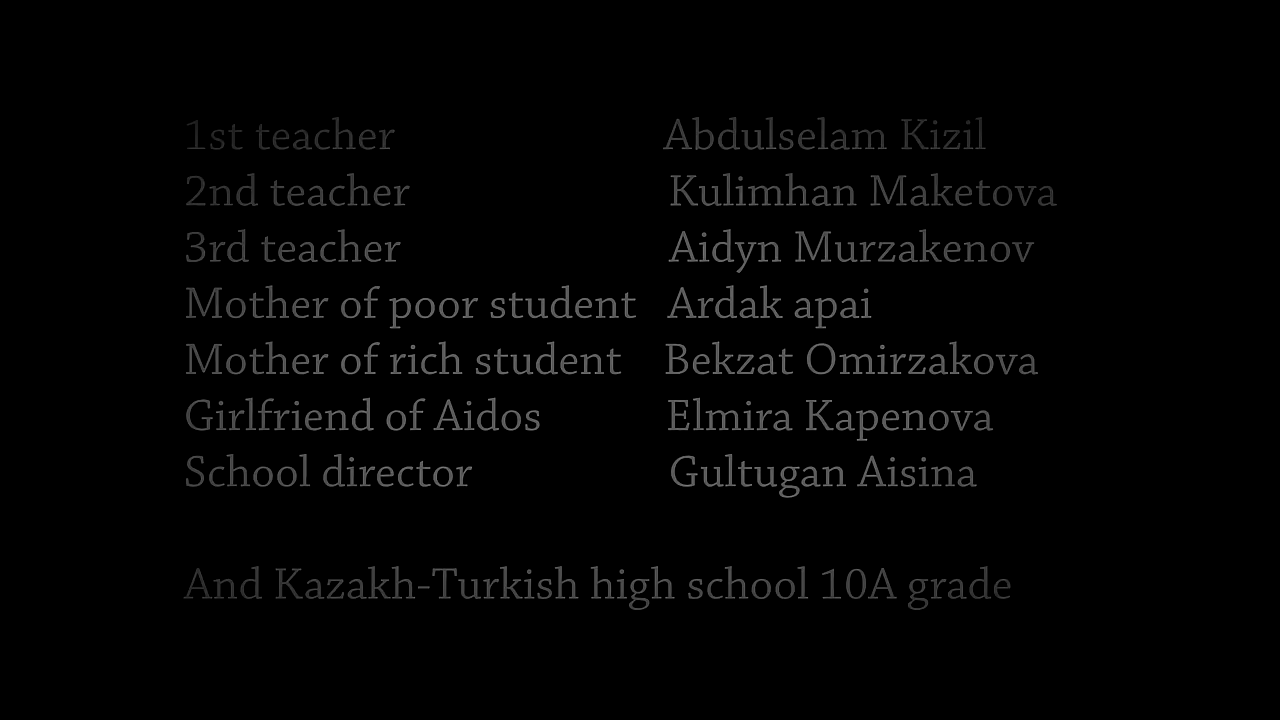 1st teacher Abdulselam Kizil
2nd teacher Kulimhan Maketova
3rd teacher Aidyn Murzakenov
Mother of poor student Ardak apai
Mother of rich student Bekzat Omirzakova
Girlfriend of Aidos Elmira Kapenova
School director Gultugan Aisina
And Kazakh-Turkish high school 10A grade